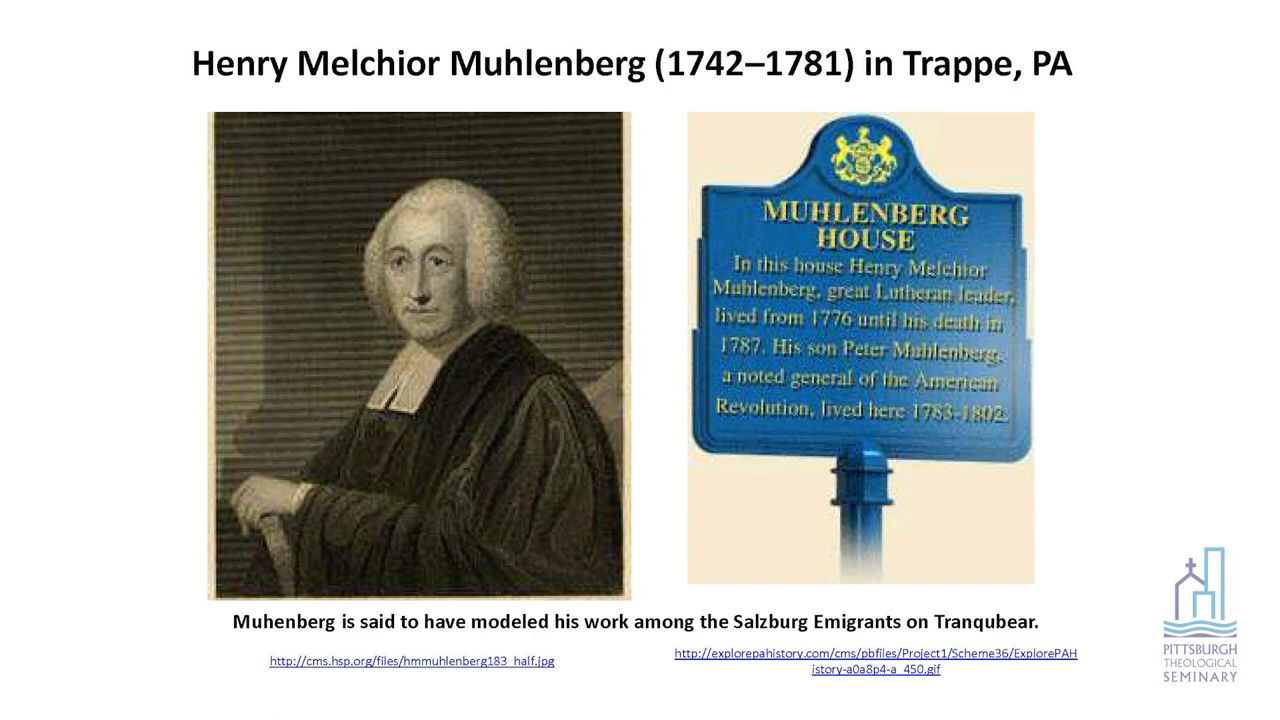 Henry Melchior Muhlenberg (1742–1781) in Trappe, PA
MUHLENBERG
HOUSE
In this house Henry Melchior
Muhlenberg, great Lutheran leader,
lived from 1776 until his death in
1787. His son Peter Muhlenberg,
a noted general of the American
Revolution, lived here 1783-1802.
Muhenberg is said to have modeled his work among the Salzburg Emigrants on Tranqubear.
http://cms.hsp.org/files/hmmuhlenberg183_half.jpg
http://explorepahistory.com/cms/pbfiles/Project1/Scheme36/ExplorePAH
istory-a0a8p4-a_450.gif
PITTSBURGH
THEOLOGICAL
SEMINARY